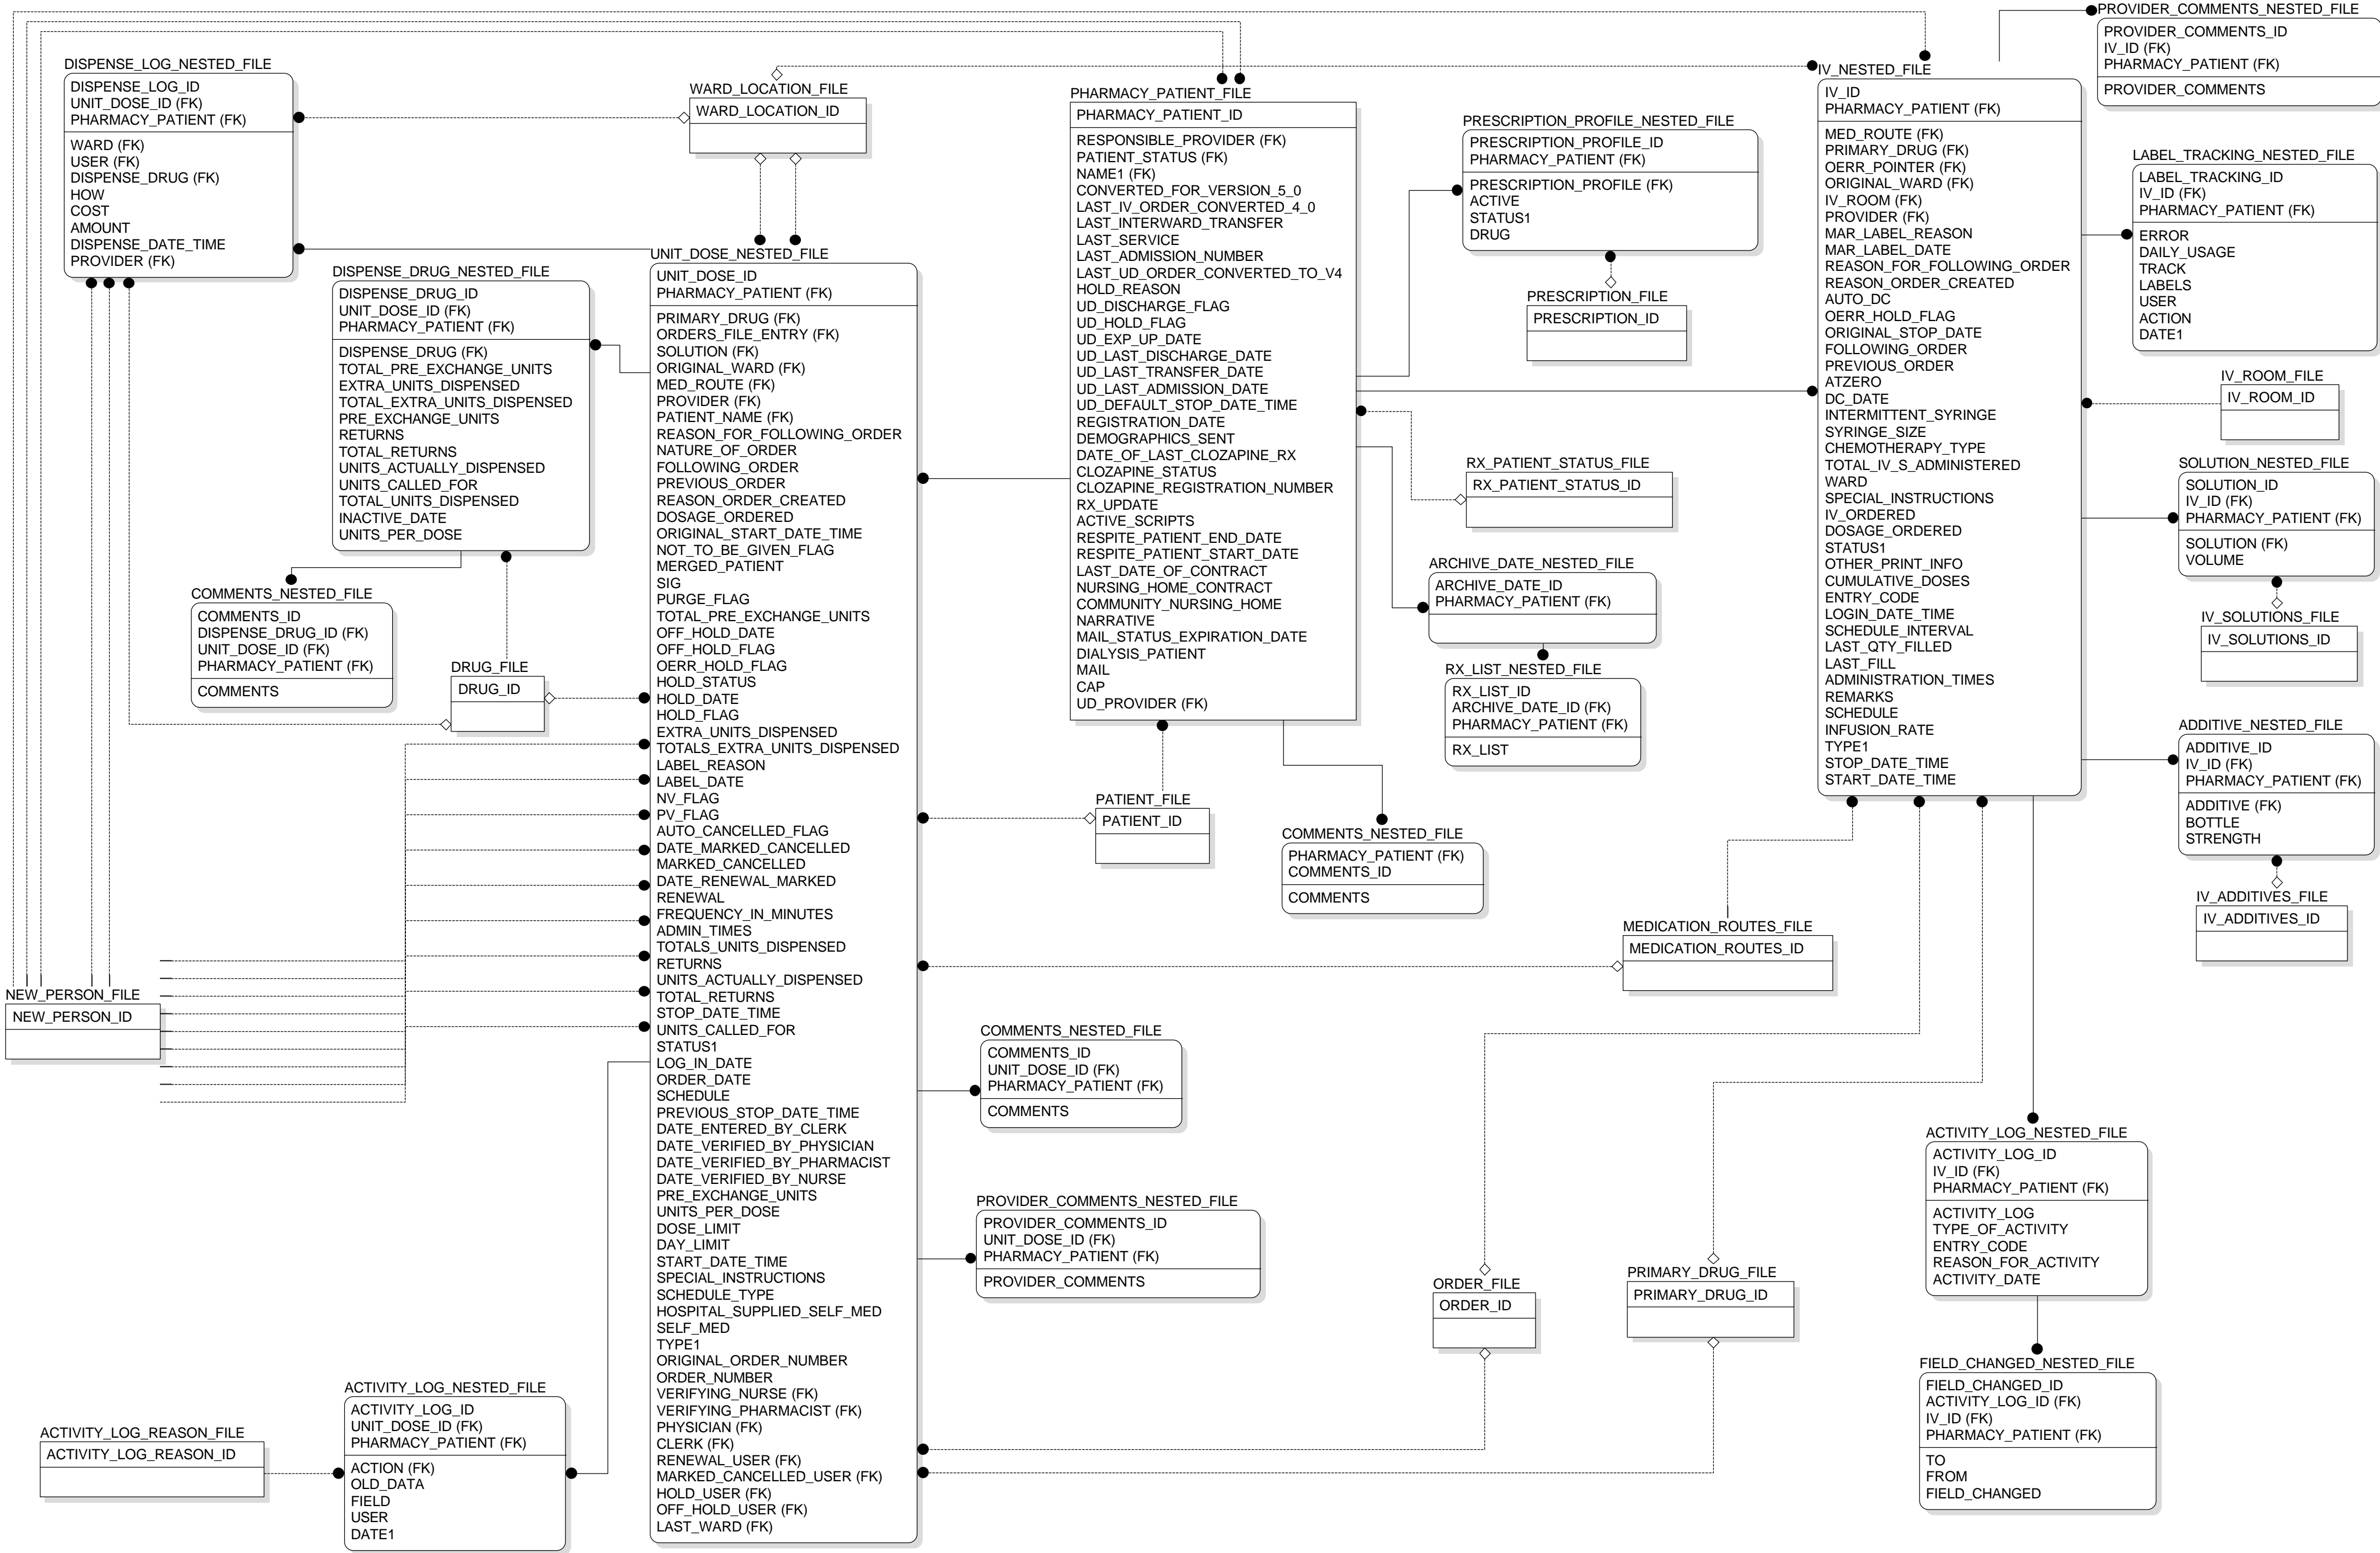 PROVIDER_COMMENTS_NESTED_FILE
PROVIDER_COMMENTS_ID
IV_ID (FK)
PHARMACY_PATIENT (FK)
PROVIDER_COMMENTS
DISPENSE_LOG_NESTED_FILE
DISPENSE_LOG_ID
UNIT_DOSE_ID (FK)
PHARMACY_PATIENT (FK)
WARD (FK)
USER (FK)
DISPENSE_DRUG (FK)
HOW
COST
AMOUNT
DISPENSE_DATE_TIME
PROVIDER (FK)
WARD_LOCATION_FILE
WARD_LOCATION_ID
PHARMACY_PATIENT_FILE
PHARMACY_PATIENT_ID
RESPONSIBLE_PROVIDER (FK)
PATIENT_STATUS (FK)
NAME1 (FK)
CONVERTED_FOR_VERSION_5_0
LAST_IV_ORDER_CONVERTED_4_0
LAST_INTERWARD_TRANSFER
LAST_SERVICE
LAST_ADMISSION_NUMBER
LAST_UD_ORDER_CONVERTED_TO_V4
HOLD_REASON
UD_DISCHARGE_FLAG
UD_HOLD_FLAG
UD_EXP_UP_DATE
UD_LAST_DISCHARGE_DATE
UD_LAST_TRANSFER_DATE
UD_LAST_ADMISSION_DATE
UD_DEFAULT_STOP_DATE_TIME
REGISTRATION_DATE
DEMOGRAPHICS_SENT
DATE_OF_LAST_CLOZAPINE_RX
CLOZAPINE_STATUS
CLOZAPINE_REGISTRATION_NUMBER
RX_UPDATE
ACTIVE_SCRIPTS
RESPITE_PATIENT_END_DATE
RESPITE_PATIENT_START_DATE
LAST_DATE_OF_CONTRACT
NURSING_HOME_CONTRACT
COMMUNITY_NURSING_HOME
NARRATIVE
MAIL_STATUS_EXPIRATION_DATE
DIALYSIS_PATIENT
MAIL
CAP
UD_PROVIDER (FK)
PRESCRIPTION_PROFILE_NESTED_FILE
PRESCRIPTION_PROFILE_ID
PHARMACY_PATIENT (FK)
PRESCRIPTION_PROFILE (FK)
ACTIVE
STATUS1
DRUG
PRESCRIPTION_FILE
PRESCRIPTION_ID
IV_NESTED_FILE
IV_ID
PHARMACY_PATIENT (FK)
MED_ROUTE (FK)
PRIMARY_DRUG (FK)
OERR_POINTER (FK)
ORIGINAL_WARD (FK)
IV_ROOM (FK)
PROVIDER (FK)
MAR_LABEL_REASON
MAR_LABEL_DATE
REASON_FOR_FOLLOWING_ORDER
REASON_ORDER_CREATED
AUTO_DC
OERR_HOLD_FLAG
ORIGINAL_STOP_DATE
FOLLOWING_ORDER
PREVIOUS_ORDER
ATZERO
DC_DATE
INTERMITTENT_SYRINGE
SYRINGE_SIZE
CHEMOTHERAPY_TYPE
TOTAL_IV_S_ADMINISTERED
WARD
SPECIAL_INSTRUCTIONS
IV_ORDERED
DOSAGE_ORDERED
STATUS1
OTHER_PRINT_INFO
CUMULATIVE_DOSES
ENTRY_CODE
LOGIN_DATE_TIME
SCHEDULE_INTERVAL
LAST_QTY_FILLED
LAST_FILL
ADMINISTRATION_TIMES
REMARKS
SCHEDULE
INFUSION_RATE
TYPE1
STOP_DATE_TIME
START_DATE_TIME
LABEL_TRACKING_NESTED_FILE
LABEL_TRACKING_ID
IV_ID (FK)
PHARMACY_PATIENT (FK)
ERROR
DAILY_USAGE
TRACK
LABELS
USER
ACTION
DATE1
IV_ROOM_FILE
IV_ROOM_ID
SOLUTION_NESTED_FILE
SOLUTION_ID
IV_ID (FK)
PHARMACY_PATIENT (FK)
SOLUTION (FK)
VOLUME
IV_SOLUTIONS_FILE
IV_SOLUTIONS_ID
ADDITIVE_NESTED_FILE
ADDITIVE_ID
IV_ID (FK)
PHARMACY_PATIENT (FK)
ADDITIVE (FK)
BOTTLE
STRENGTH
IV_ADDITIVES_FILE
IV_ADDITIVES_ID
DISPENSE_DRUG_NESTED_FILE
DISPENSE_DRUG_ID
UNIT_DOSE_ID (FK)
PHARMACY_PATIENT (FK)
DISPENSE_DRUG (FK)
TOTAL_PRE_EXCHANGE_UNITS
EXTRA_UNITS_DISPENSED
TOTAL_EXTRA_UNITS_DISPENSED
PRE_EXCHANGE_UNITS
RETURNS
TOTAL_RETURNS
UNITS_ACTUALLY_DISPENSED
UNITS_CALLED_FOR
TOTAL_UNITS_DISPENSED
INACTIVE_DATE
UNITS_PER_DOSE
COMMENTS_NESTED_FILE
COMMENTS_ID
DISPENSE_DRUG_ID (FK)
UNIT_DOSE_ID (FK)
PHARMACY_PATIENT (FK)
COMMENTS
DRUG_FILE
DRUG_ID
UNIT_DOSE_NESTED_FILE
UNIT_DOSE_ID
PHARMACY_PATIENT (FK)
PRIMARY_DRUG (FK)
ORDERS_FILE_ENTRY (FK)
SOLUTION (FK)
ORIGINAL_WARD (FK)
MED_ROUTE (FK)
PROVIDER (FK)
PATIENT_NAME (FK)
REASON_FOR_FOLLOWING_ORDER
NATURE_OF_ORDER
FOLLOWING_ORDER
PREVIOUS_ORDER
REASON_ORDER_CREATED
DOSAGE_ORDERED
ORIGINAL_START_DATE_TIME
NOT_TO_BE_GIVEN_FLAG
MERGED_PATIENT
SIG
PURGE_FLAG
TOTAL_PRE_EXCHANGE_UNITS
OFF_HOLD_DATE
OFF_HOLD_FLAG
OERR_HOLD_FLAG
HOLD_STATUS
HOLD_DATE
HOLD_FLAG
EXTRA_UNITS_DISPENSED
TOTALS_EXTRA_UNITS_DISPENSED
LABEL_REASON
LABEL_DATE
NV_FLAG
PV_FLAG
AUTO_CANCELLED_FLAG
DATE_MARKED_CANCELLED
MARKED_CANCELLED
DATE_RENEWAL_MARKED
RENEWAL
FREQUENCY_IN_MINUTES
ADMIN_TIMES
TOTALS_UNITS_DISPENSED
RETURNS
UNITS_ACTUALLY_DISPENSED
TOTAL_RETURNS
STOP_DATE_TIME
UNITS_CALLED_FOR
STATUS1
LOG_IN_DATE
ORDER_DATE
SCHEDULE
PREVIOUS_STOP_DATE_TIME
DATE_ENTERED_BY_CLERK
DATE_VERIFIED_BY_PHYSICIAN
DATE_VERIFIED_BY_PHARMACIST
DATE_VERIFIED_BY_NURSE
PRE_EXCHANGE_UNITS
UNITS_PER_DOSE
DOSE_LIMIT
DAY_LIMIT
START_DATE_TIME
SPECIAL_INSTRUCTIONS
SCHEDULE_TYPE
HOSPITAL_SUPPLIED_SELF_MED
SELF_MED
TYPE1
ORIGINAL_ORDER_NUMBER
ORDER_NUMBER
VERIFYING_NURSE (FK)
VERIFYING_PHARMACIST (FK)
PHYSICIAN (FK)
CLERK (FK)
RENEWAL_USER (FK)
MARKED_CANCELLED_USER (FK)
HOLD_USER (FK)
OFF_HOLD_USER (FK)
LAST_WARD (FK)
RX_PATIENT_STATUS_FILE
RX_PATIENT_STATUS_ID
ARCHIVE_DATE_NESTED_FILE
ARCHIVE_DATE_ID
PHARMACY_PATIENT (FK)
RX_LIST_NESTED_FILE
RX_LIST_ID
ARCHIVE_DATE_ID (FK)
PHARMACY_PATIENT (FK)
RX_LIST
PATIENT_FILE
PATIENT_ID
COMMENTS_NESTED_FILE
PHARMACY_PATIENT (FK)
COMMENTS_ID
COMMENTS
MEDICATION_ROUTES_FILE
MEDICATION_ROUTES_ID
NEW_PERSON_FILE
NEW_PERSON_ID
COMMENTS_NESTED_FILE
COMMENTS_ID
UNIT_DOSE_ID (FK)
PHARMACY_PATIENT (FK)
COMMENTS
PROVIDER_COMMENTS_NESTED_FILE
PROVIDER_COMMENTS_ID
UNIT_DOSE_ID (FK)
PHARMACY_PATIENT (FK)
PROVIDER_COMMENTS
ORDER_FILE
ORDER_ID
PRIMARY_DRUG_FILE
PRIMARY_DRUG_ID
ACTIVITY_LOG_NESTED_FILE
ACTIVITY_LOG_ID
IV_ID (FK)
PHARMACY_PATIENT (FK)
ACTIVITY_LOG
TYPE_OF_ACTIVITY
ENTRY_CODE
REASON_FOR_ACTIVITY
ACTIVITY_DATE
FIELD_CHANGED_NESTED_FILE
FIELD_CHANGED_ID
ACTIVITY_LOG_ID (FK)
IV_ID (FK)
PHARMACY_PATIENT (FK)
TO
FROM
FIELD_CHANGED
ACTIVITY_LOG_REASON_FILE
ACTIVITY_LOG_REASON_ID
ACTIVITY_LOG_NESTED_FILE
ACTIVITY_LOG_ID
UNIT_DOSE_ID (FK)
PHARMACY_PATIENT (FK)
ACTION (FK)
OLD_DATA
FIELD
USER
DATE1